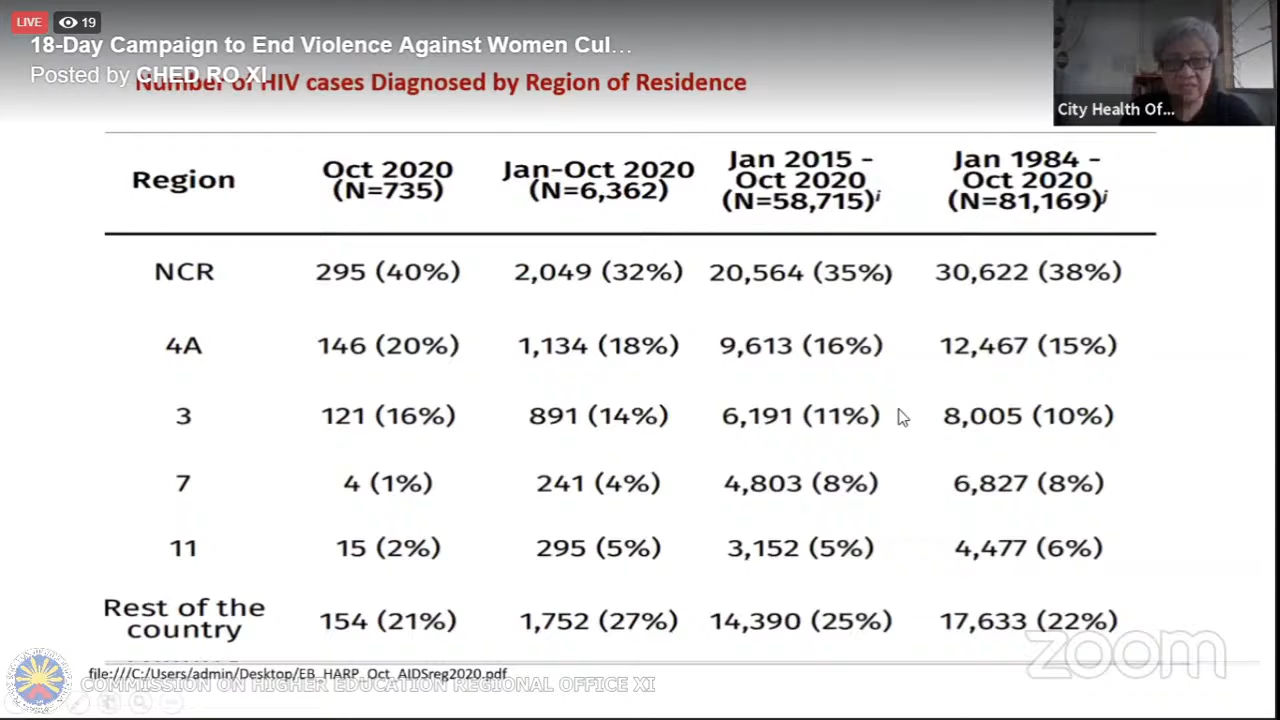 LIVE 19
18-Day Campaign to End Violence Against Women Cul...
Posted by CHED RO XI
Number of HIV cases Diagnosed by Region of Residence
City Health Of...
Region Oct 2020 (N=735) Jan-Oct 2020 (N=6,362) Jan 2015 - Oct 2020 (N=58,715)i Jan 1984 - Oct 2020 (N=81,169)j
NCR 295 (40%) 2,049 (32%) 20,564 (35%) 30,622 (38%)
4A 146 (20%) 1,134 (18%) 9,613 (16%) 12,467 (15%)
3 121 (16%) 891 (14%) 6,191 (11%) 8,005 (10%)
7 4 (1%) 241 (4%) 4,803 (8%) 6,827 (8%)
11 15 (2%) 295 (5%) 3,152 (5%) 4,477 (6%)
Rest of the country 154 (21%) 1,752 (27%) 14,390 (25%) 17,633 (22%)
zoom
file:///C:/Users/admin/Desktop/EB_HARP_Oct_AIDSreg2020.pdf
COMMISSION ON HIGHER EDUCATION REGIONAL OFFICE XI